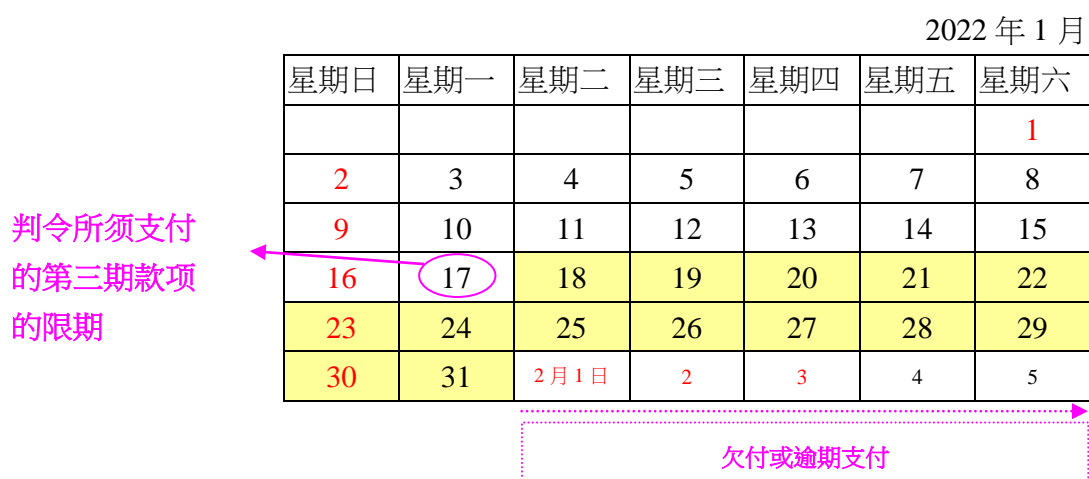 2022 年 1 月
星期日 星期一 星期二 星期三 星期四 星期五 星期六
1
2 3 4 5 6 7 8
9 10 11 12 13 14 15
16 17 18 19 20 21 22
23 24 25 26 27 28 29
30 31 2 月 1 日 2 3 4 5
判令所须支付
的第三期款项
的限期
欠付或逾期支付